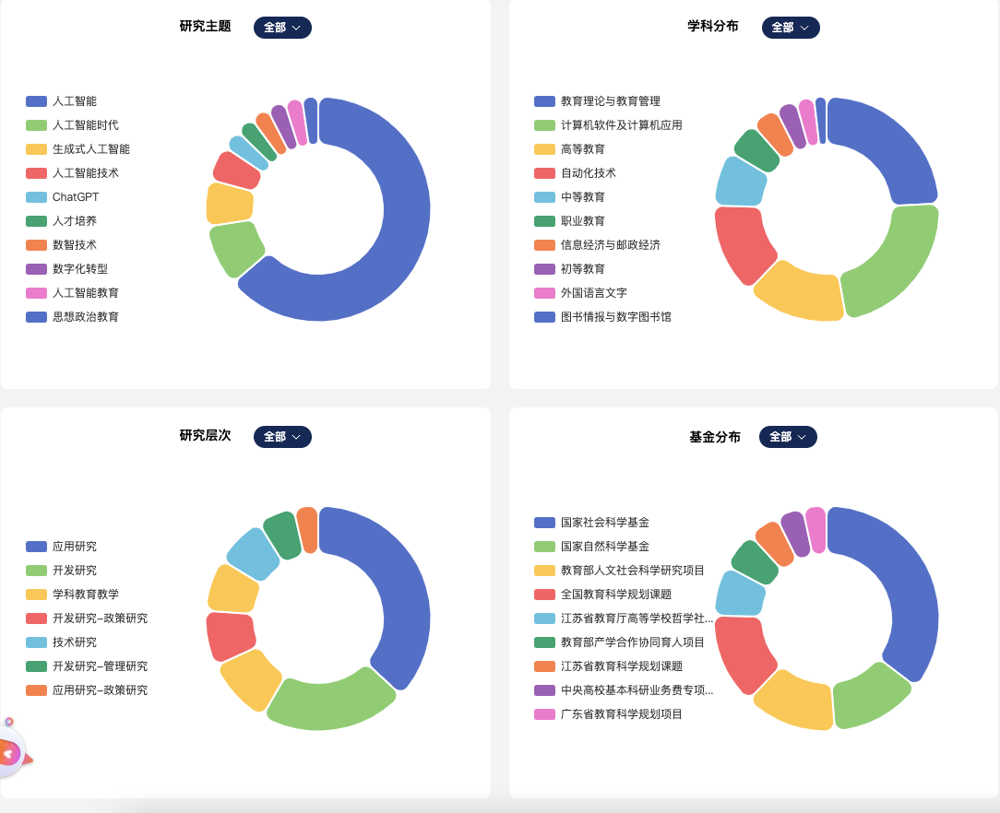 研究主题
全部
人工智能
人工智能时代
生成式人工智能
人工智能技术
ChatGPT
人才培养
数智技术
数字化转型
人工智能教育
思想政治教育
学科分布
全部
教育理论与教育管理
计算机软件及计算机应用
高等教育
自动化技术
中等教育
职业教育
信息经济与邮政经济
初等教育
外国语言文字
图书情报与数字图书馆
研究层次
全部
应用研究
开发研究
学科教育教学
开发研究-政策研究
技术研究
开发研究-管理研究
应用研究-政策研究
基金分布
全部
国家社会科学基金
国家自然科学基金
教育部人文社会科学研究项目
全国教育科学规划课题
江苏省教育厅高等学校哲学社...
教育部产学合作协同育人项目
江苏省教育科学规划课题
中央高校基本科研业务费专项...
广东省教育科学规划项目